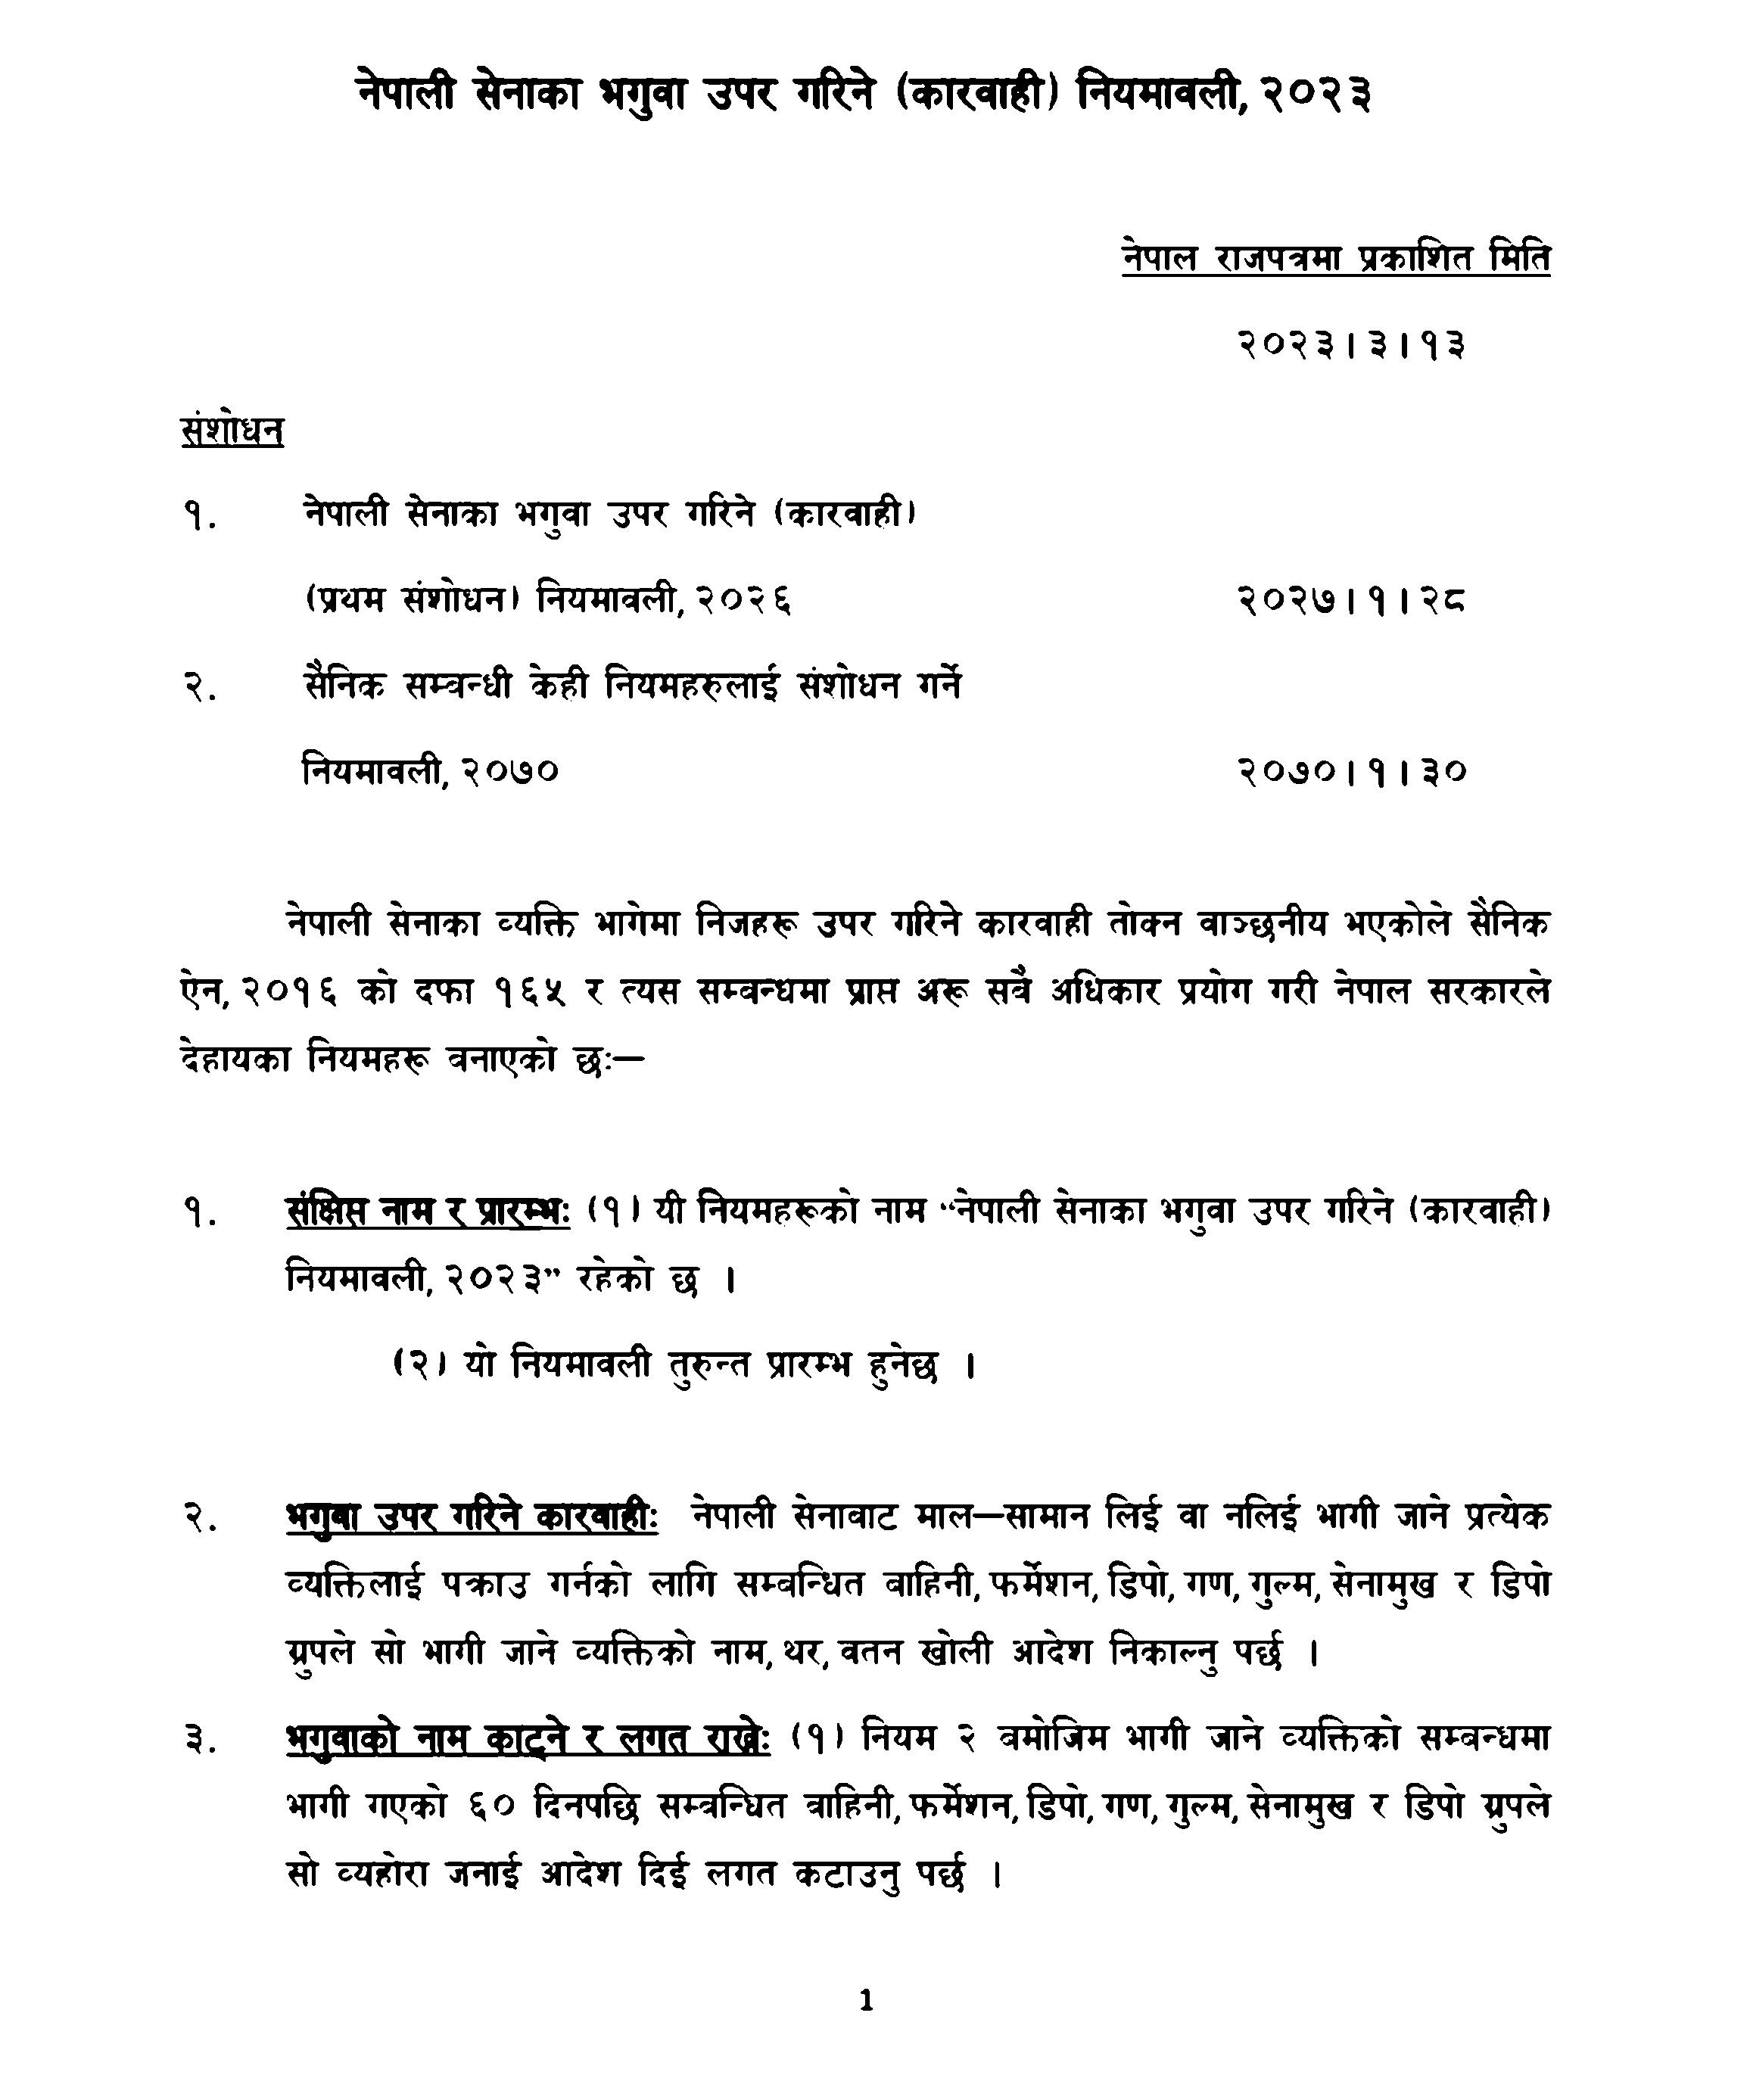 नेपाली सेनाका भगुवा उपर गरिने (कारवाही) नियमावली, २०२३
नेपाल राजपत्रमा प्रकाशित मिति
२०२३।३।१३
संशोधन
१. नेपाली सेनाका भगुवा उपर गरिने (कारवाही)
(प्रथम संशोधन) नियमावली, २०२६ २०२७।१।२८
२. सैनिक सम्बन्धी केही नियमहरुलाई संशोधन गर्ने
नियमावली, २०७० २०७०।१।३०
नेपाली सेनाका व्यक्ति भागेमा निजहरू उपर गरिने कारवाही तोक्न वाञ्छनीय भएकोले सैनिक
ऐन, २०१६ को दफा १६५ र त्यस सम्बन्धमा प्राप्त अरू सबै अधिकार प्रयोग गरी नेपाल सरकारले
देहायका नियमहरू बनाएको छः—
१. संक्षिप्त नाम र प्रारम्भः (१) यी नियमहरूको नाम “नेपाली सेनाका भगुवा उपर गरिने (कारवाही)
नियमावली, २०२३” रहेको छ ।
(२) यो नियमावली तुरुन्त प्रारम्भ हुनेछ ।
२. भगुवा उपर गरिने कारवाहीः नेपाली सेनाबाट माल—सामान लिई वा नलिई भागी जाने प्रत्येक
व्यक्तिलाई पक्राउ गर्नको लागि सम्बन्धित बाहिनी, फर्मेशन, डिपो, गण, गुल्म, सेनामुख र डिपो
ग्रुपले सो भागी जाने व्यक्तिको नाम, थर, वतन खोली आदेश निकाल्नु पर्छ ।
३. भगुवाको नाम काट्ने र लगत राख्नेः (१) नियम २ बमोजिम भागी जाने व्यक्तिको सम्बन्धमा
भागी गएको ६० दिनपछि सम्बन्धित बाहिनी, फर्मेशन, डिपो, गण, गुल्म, सेनामुख र डिपो ग्रुपले
सो व्यहोरा जनाई आदेश दिई लगत कटाउनु पर्छ ।
1